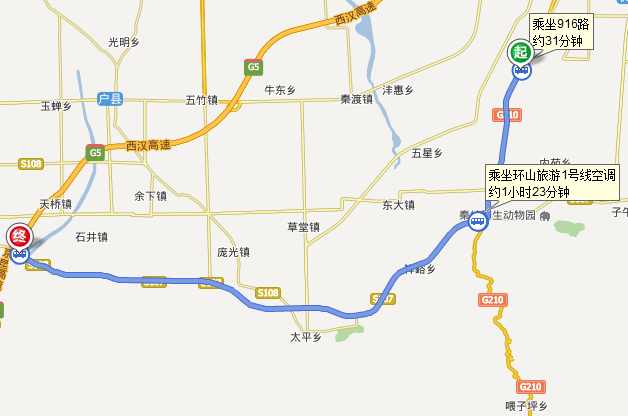 西汉高速
乘坐916路
约31分钟
起
光明乡
G5
牛东乡
沣惠乡
玉蝉乡
户县
五竹镇
秦渡镇
G210
西汉高速
G5
五星乡
S108
内苑乡
乘坐环山旅游1号线空调
约1小时23分钟
余下镇
天桥镇
东大镇
生动物园
终
石井镇
草堂镇
庞光镇
S108
G210
太平乡
G210
喂子坪乡